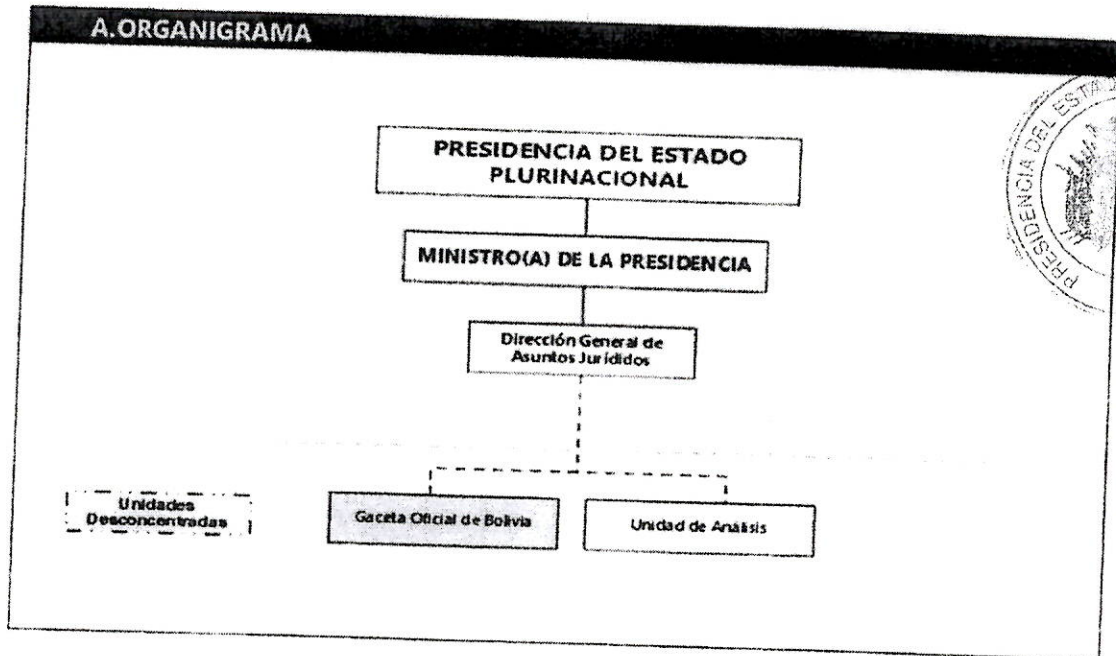 A.ORGANIGRAMA
PRESIDENCIA DEL ESTA
PRESIDENCIA DEL ESTADO
PLURINACIONAL
MINISTRO(A) DE LA PRESIDENCIA
Dirección General de
Asuntos Jurídidos
Unidades
Desconcentradas
Gaceta Oficial de Bolivia
Unidad de Análisis